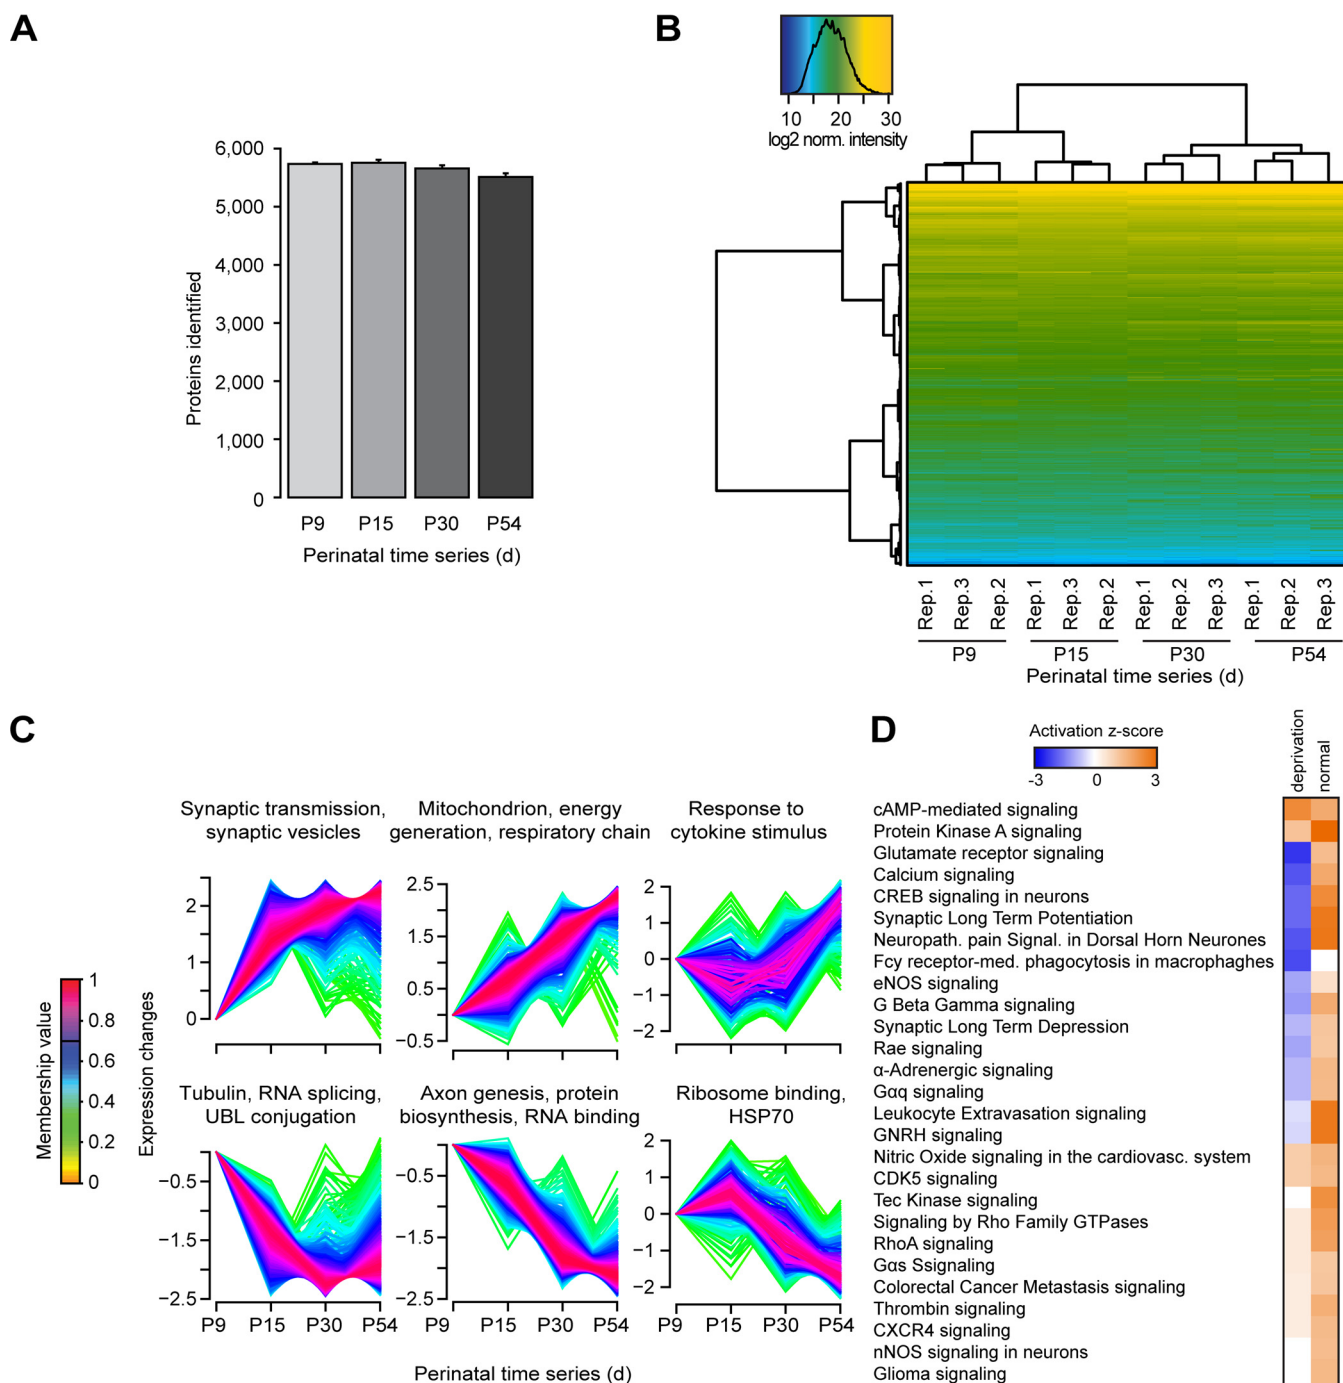 A
6,000
5,000
4,000
3,000
2,000
1,000
0
Proteins identified
P9 P15 P30 P54
Perinatal time series (d)
B
10 20 30
log2 norm. intensity
Rep.1 Rep.3 Rep.2 Rep.1 Rep.3 Rep.2 Rep.1 Rep.2 Rep.3 Rep.1 Rep.2 Rep.3
P9 P15 P30 P54
Perinatal time series (d)
C
Membership value
1
0.8
0.6
0.4
0.2
0
Expression changes
Synaptic transmission,
synaptic vesicles
2
1
0
Mitochondrion, energy
generation, respiratory chain
2.5
1.5
0.5
−0.5
Response to
cytokine stimulus
2
1
0
−1
−2
Tubulin, RNA splicing,
UBL conjugation
−0.5
−1.5
−2.5
Axon genesis, protein
biosynthesis, RNA binding
−0.5
−1.5
−2.5
Ribosome binding,
HSP70
2
1
0
−1
−2
P9 P15 P30 P54 P9 P15 P30 P54 P9 P15 P30 P54
Perinatal time series (d)
D
Activation z-score
-3 0 3
deprivation
normal
cAMP-mediated signaling
Protein Kinase A signaling
Glutamate receptor signaling
Calcium signaling
CREB signaling in neurons
Synaptic Long Term Potentiation
Neuropath. pain Signal. in Dorsal Horn Neurones
Fcy receptor-med. phagocytosis in macrophaghes
eNOS signaling
G Beta Gamma signaling
Synaptic Long Term Depression
Rae signaling
α-Adrenergic signaling
Gαq signaling
Leukocyte Extravasation signaling
GNRH signaling
Nitric Oxide signaling in the cardiovasc. system
CDK5 signaling
Tec Kinase signaling
Signaling by Rho Family GTPases
RhoA signaling
Gαs Ssignaling
Colorectal Cancer Metastasis signaling
Thrombin signaling
CXCR4 signaling
nNOS signaling in neurons
Glioma signaling